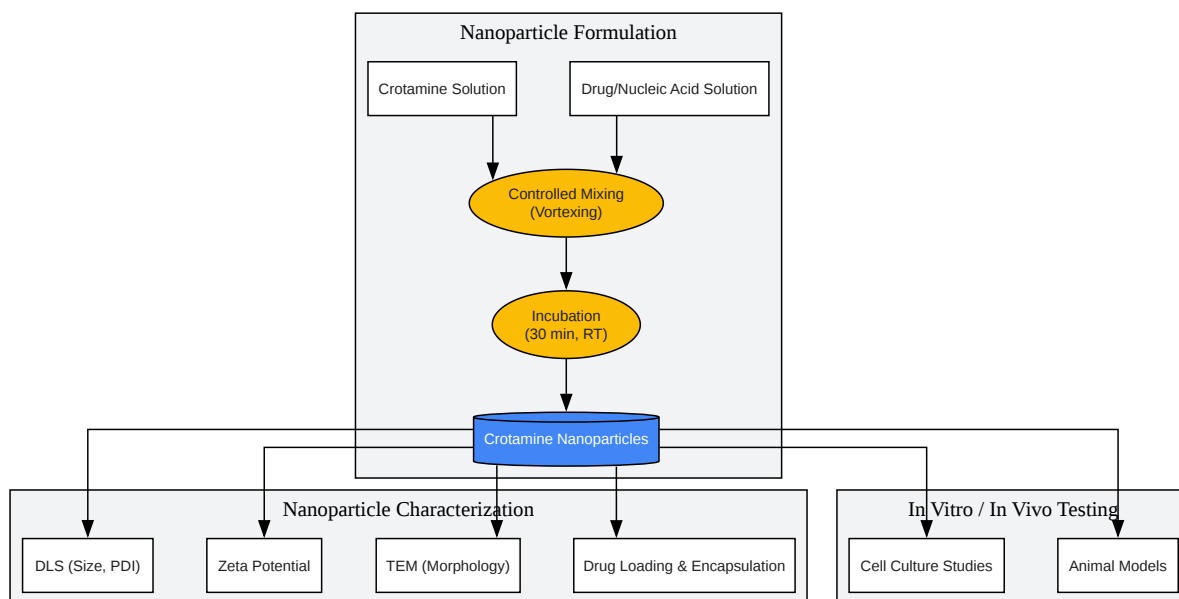 Nanoparticle Formulation
Crotamine Solution
Drug/Nucleic Acid Solution
Controlled Mixing
(Vortexing)
Incubation
(30 min, RT)
Crotamine Nanoparticles
Nanoparticle Characterization
In Vitro / In Vivo Testing
DLS (Size, PDI)
Zeta Potential
TEM (Morphology)
Drug Loading & Encapsulation
Cell Culture Studies
Animal Models